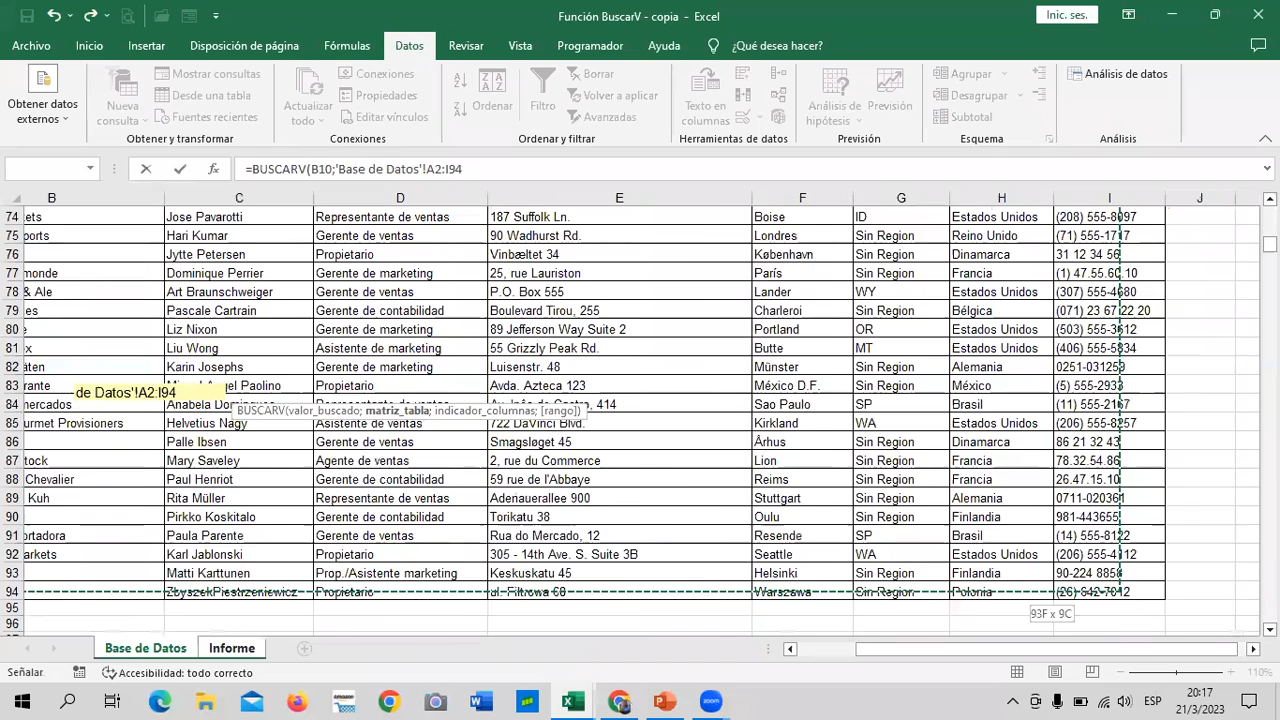 Función BuscarV - copia - Excel
Inic. ses.
Archivo Inicio Insertar Disposición de página Fórmulas Datos Revisar Vista Programador Ayuda ¿Qué desea hacer?
Obtener datos externos
Nueva consulta
Mostrar consultas
Desde una tabla
Fuentes recientes
Obtener y transformar
Actualizar todo
Conexiones
Propiedades
Editar vínculos
Conexiones
Ordenar
Filtro
Borrar
Volver a aplicar
Avanzadas
Ordenar y filtrar
Texto en columnas
Herramientas de datos
Análisis de hipótesis
Previsión
Previsión
Agrupar
Desagrupar
Subtotal
Esquema
Análisis de datos
Análisis
=BUSCARV(B10;'Base de Datos'!A2:I94
B C D E F G H I J
74 ets Jose Pavarotti Representante de ventas 187 Suffolk Ln. Boise ID Estados Unidos (208) 555-8097
75 ports Hari Kumar Gerente de ventas 90 Wadhurst Rd. Londres Sin Region Reino Unido (71) 555-1717
76 Jytte Petersen Propietario Vinbæltet 34 København Sin Region Dinamarca 31 12 34 56
77 monde Dominique Perrier Gerente de marketing 25, rue Lauriston París Sin Region Francia (1) 47.55.60.10
78 & Ale Art Braunschweiger Gerente de ventas P.O. Box 555 Lander WY Estados Unidos (307) 555-4680
79 es Pascale Cartrain Gerente de contabilidad Boulevard Tirou, 255 Charleroi Sin Region Bélgica (071) 23 67 22 20
80 Liz Nixon Gerente de marketing 89 Jefferson Way Suite 2 Portland OR Estados Unidos (503) 555-3612
81 x Liu Wong Asistente de marketing 55 Grizzly Peak Rd. Butte MT Estados Unidos (406) 555-5834
82 aten Karin Josephs Gerente de marketing Luisenstr. 48 Münster Sin Region Alemania 0251-031259
83 rante Miguel Angel Paolino Propietario Avda. Azteca 123 México D.F. Sin Region México (5) 555-2933
de Datos'!A2:I94
84 mercados Anabela Domingues 414 Sao Paulo SP Brasil (11) 555-2167
BUSCARV(valor_buscado; matriz_tabla; indicador_columnas; [rango])
85 urmet Provisioners Helvetius Nagy Asistente de ventas 722 DaVinci Blvd. Kirkland WA Estados Unidos (206) 555-8257
86 Palle Ibsen Gerente de ventas Smagsløget 45 Århus Sin Region Dinamarca 86 21 32 43
87 tock Mary Saveley Agente de ventas 2, rue du Commerce Lion Sin Region Francia 78.32.54.86
88 Chevalier Paul Henriot Gerente de contabilidad 59 rue de l'Abbaye Reims Sin Region Francia 26.47.15.10
89 Kuh Rita Müller Representante de ventas Adenauerallee 900 Stuttgart Sin Region Alemania 0711-020361
90 Pirkko Koskitalo Gerente de contabilidad Torikatu 38 Oulu Sin Region Finlandia 981-443655
91 ortadora Paula Parente Gerente de ventas Rua do Mercado, 12 Resende SP Brasil (14) 555-8122
92 arkets Karl Jablonski Propietario 305 - 14th Ave. S. Suite 3B Seattle WA Estados Unidos (206) 555-4112
93 Matti Karttunen Prop./Asistente marketing Keskuskatu 45 Helsinki Sin Region Finlandia 90-224 8858
94 ZbyszekPiestrzeniewicz Propietario ul. Filtrowa 68 Warszawa Sin Region Polonia (26) 642-7012
95
93F x 9C
96
Base de Datos Informe
Señalar Accesibilidad: todo correcto 110%
ESP 20:17 21/3/2023
amazon
zoom